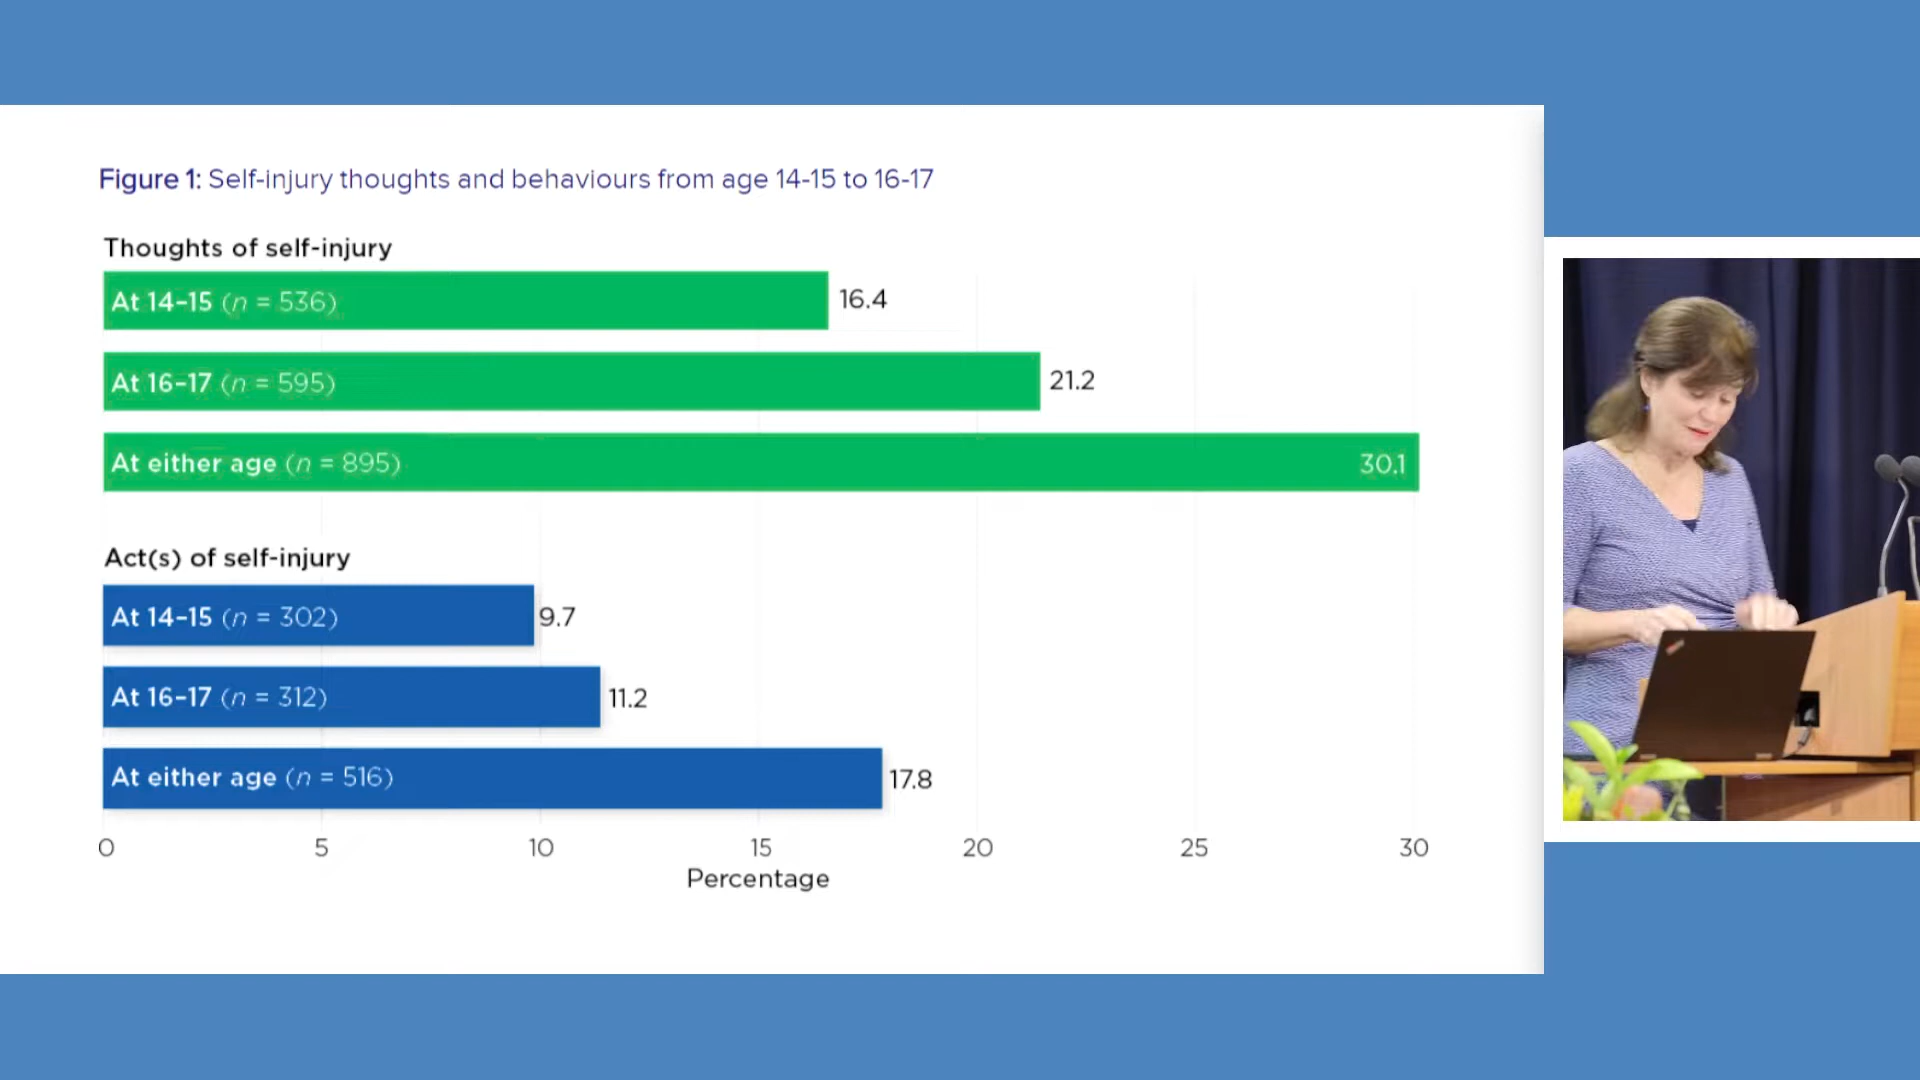 Figure 1: Self-injury thoughts and behaviours from age 14-15 to 16-17
Thoughts of self-injury
At 14-15 (n = 536)
16.4
At 16-17 (n = 595)
21.2
At either age (n = 895)
30.1
Act(s) of self-injury
At 14-15 (n = 302)
9.7
At 16-17 (n = 312)
11.2
At either age (n = 516)
17.8
0 5 10 15 20 25 30
Percentage